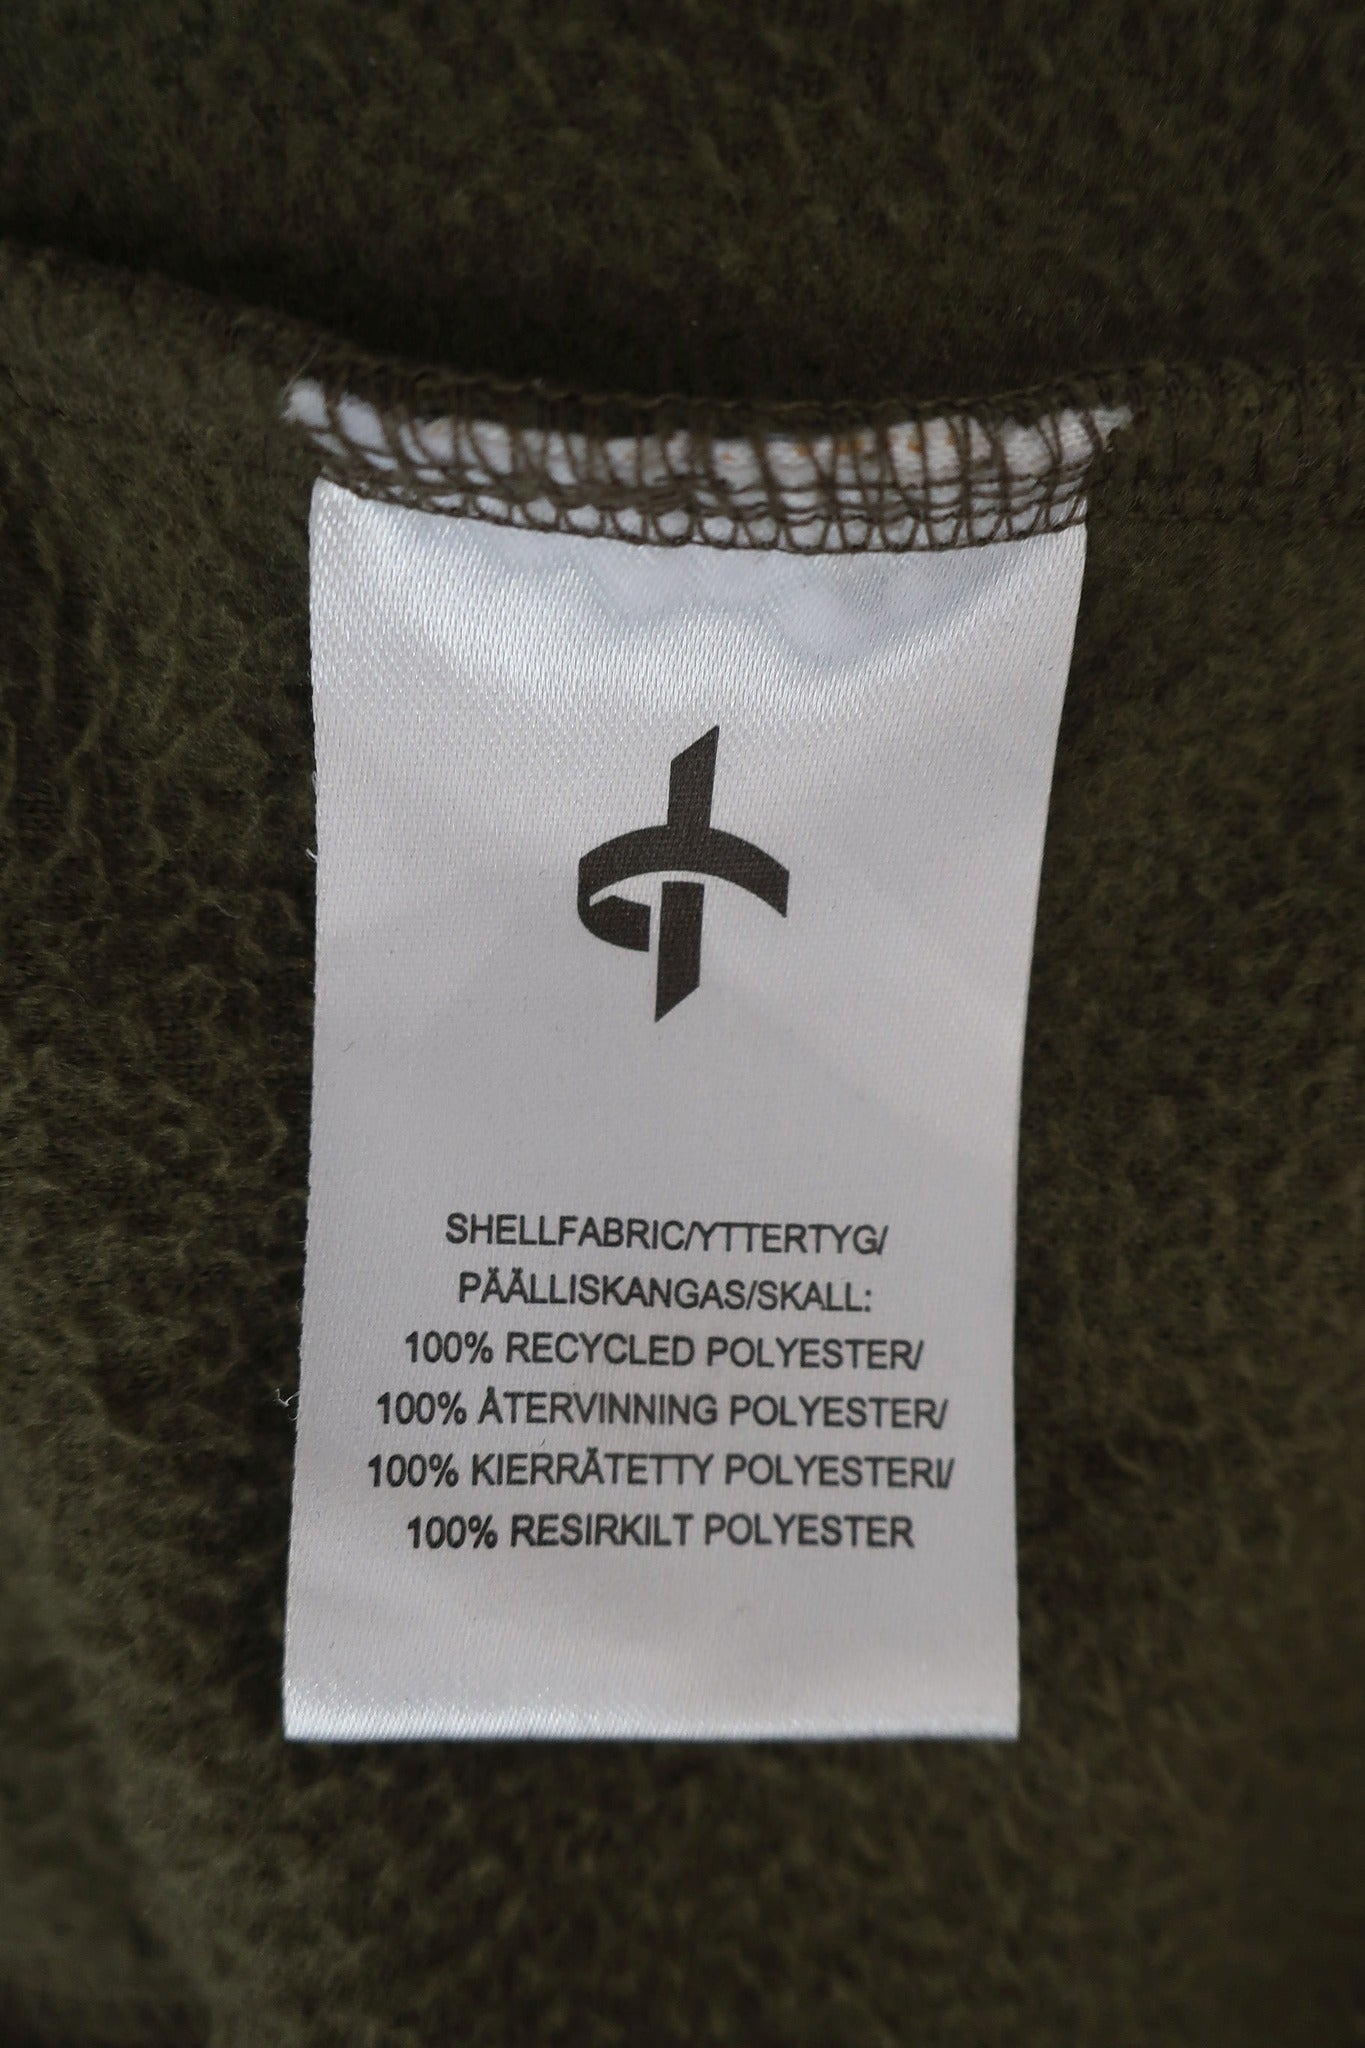 SHELLFABRIC/YTTERTYG/
PÄÄLLISKANGAS/SKALL:
100% RECYCLED POLYESTER/
100% ÅTERVINNING POLYESTER/
100% KIERRÄTETTY POLYESTERI/
100% RESIRKILT POLYESTER